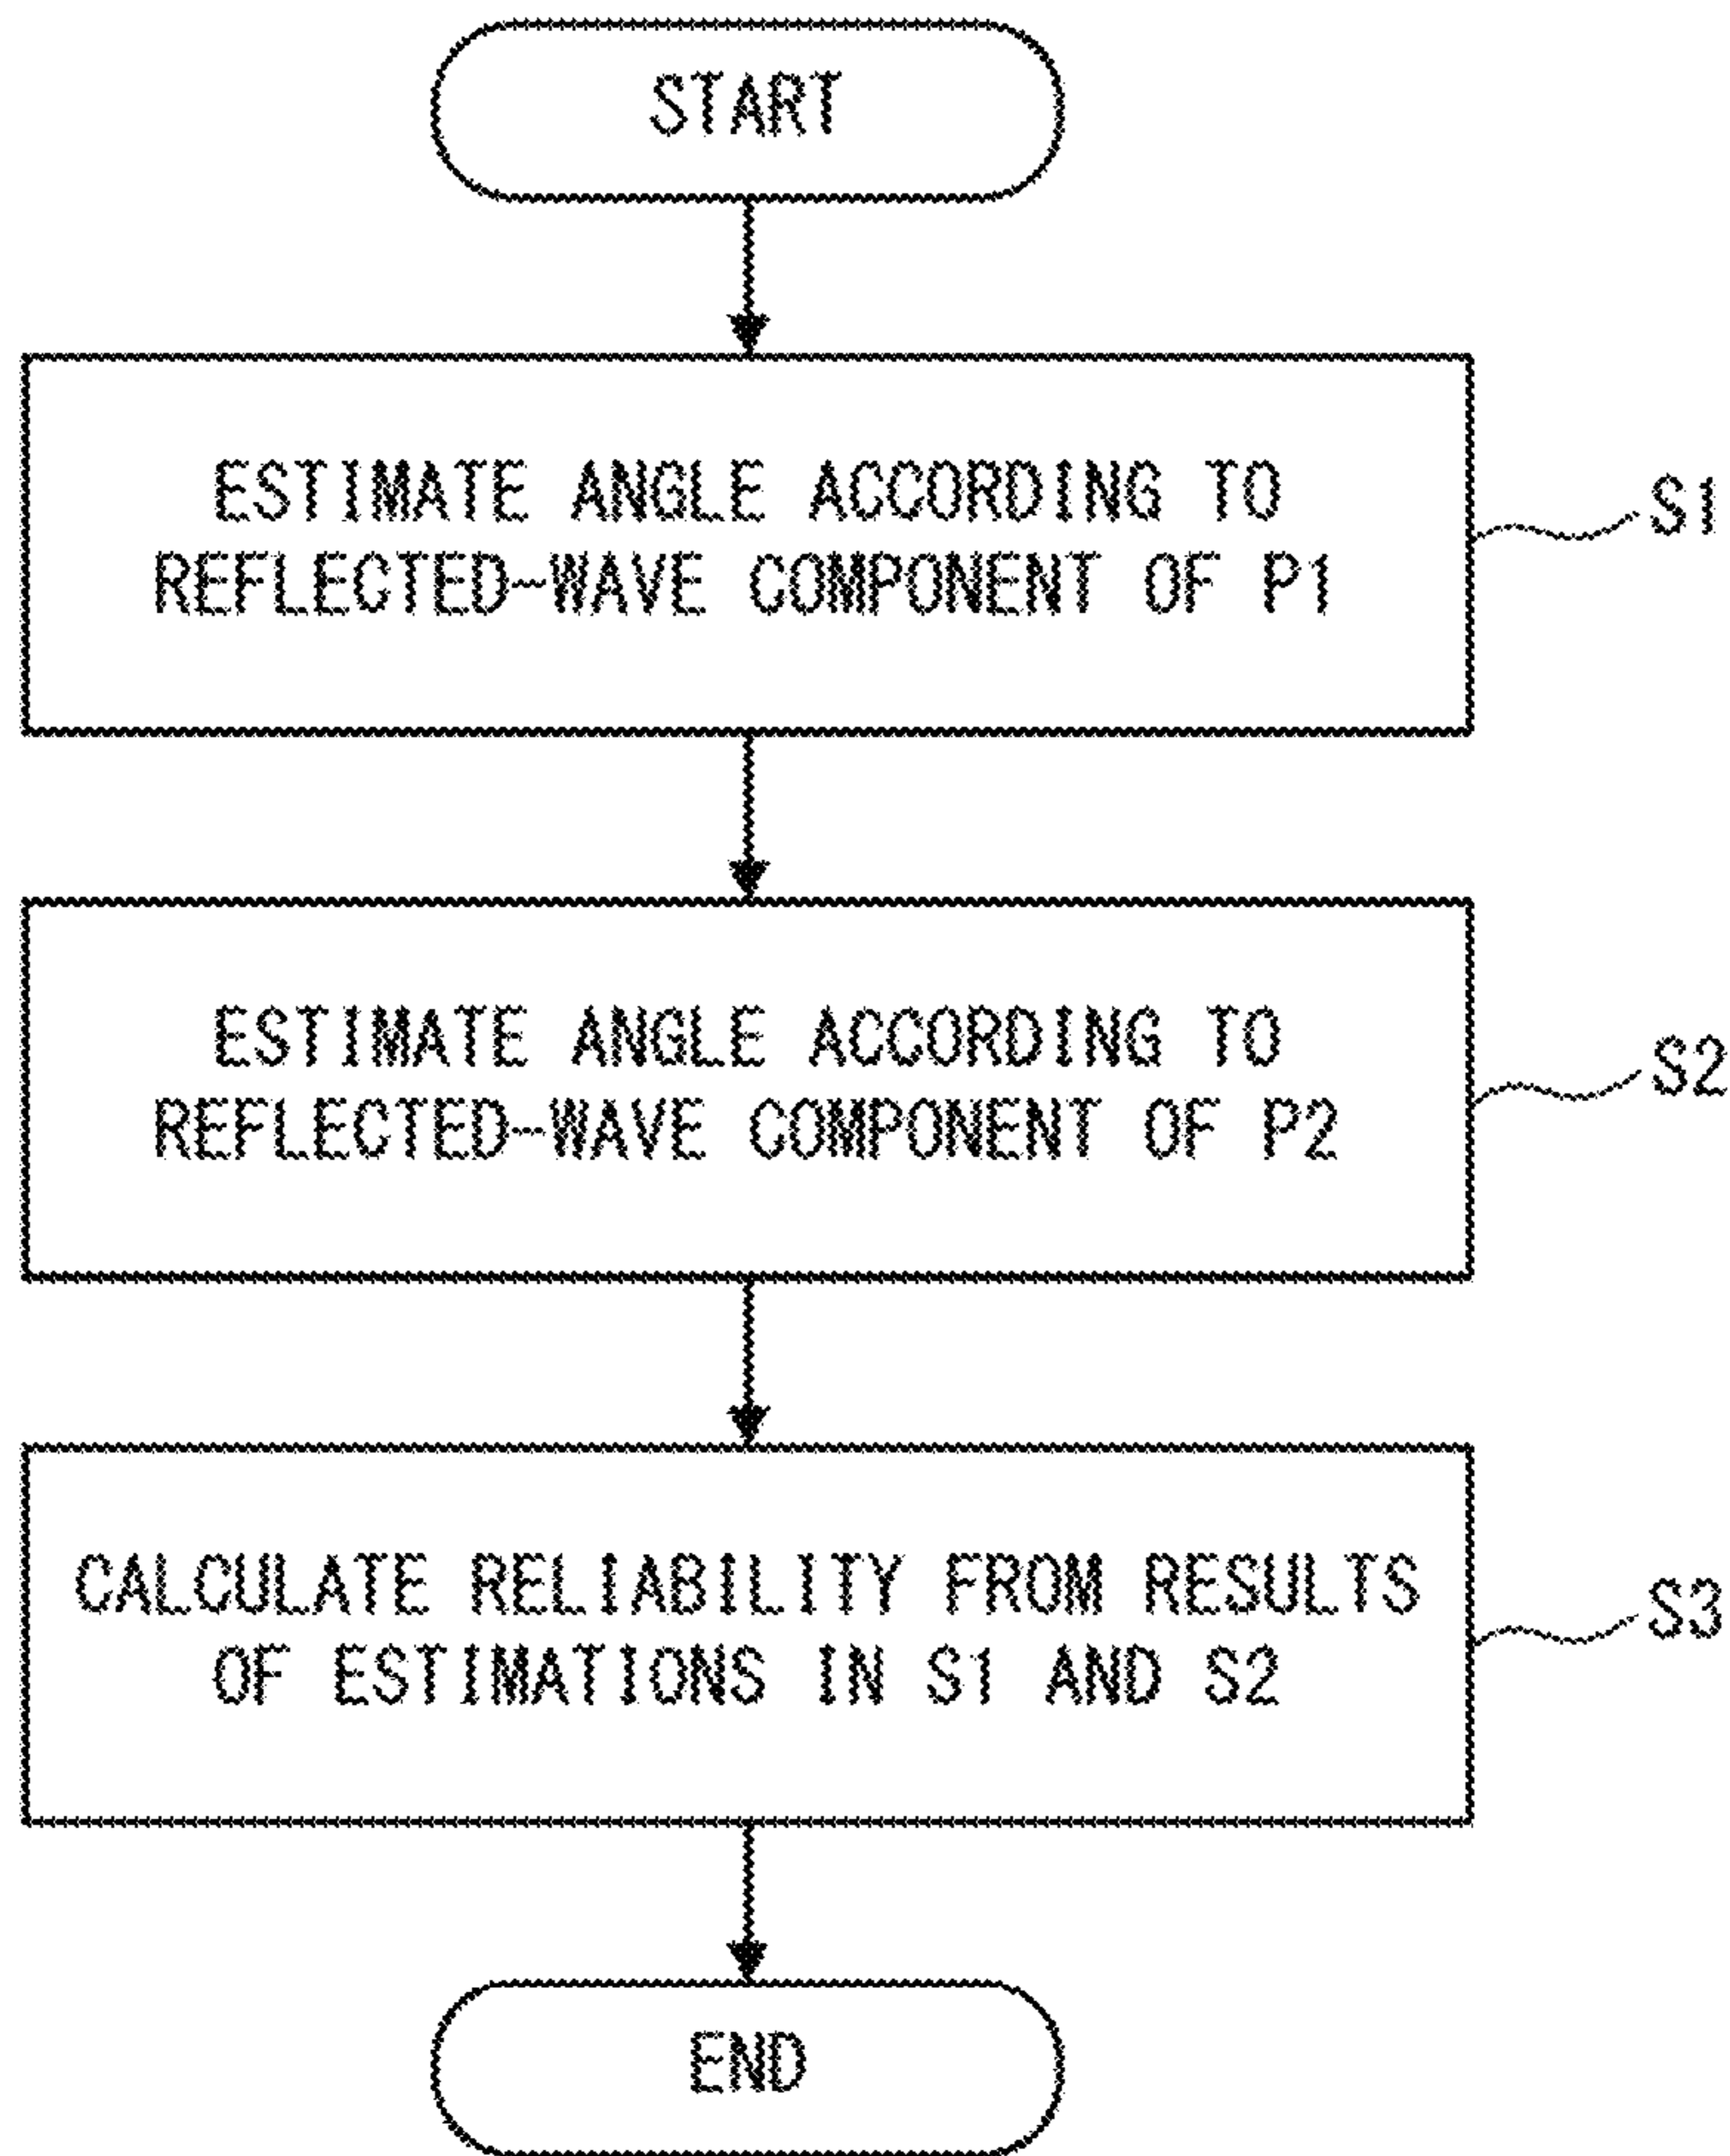 START
ESTIMATE ANGLE ACCORDING TO
REFLECTED-WAVE COMPONENT OF P1
S1
ESTIMATE ANGLE ACCORDING TO
REFLECTED-WAVE COMPONENT OF P2
S2
CALCULATE RELIABILITY FROM RESULTS
OF ESTIMATIONS IN S1 AND S2
S3
END